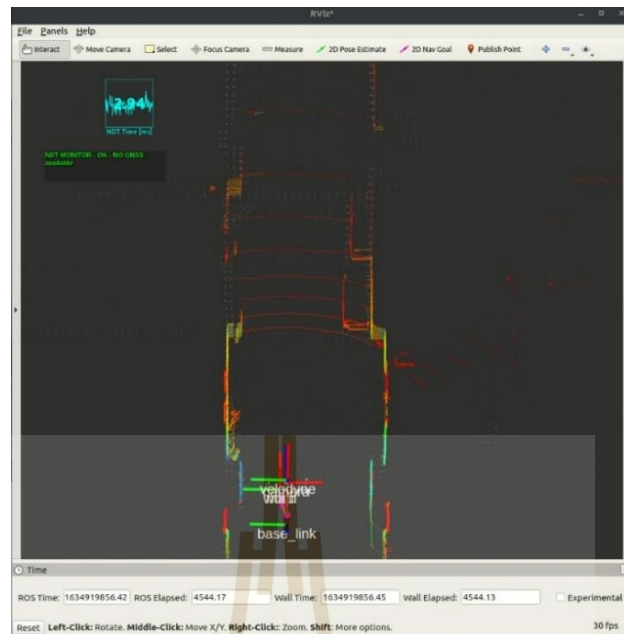 RViz*
File Panels Help
Interact Move Camera Select Focus Camera Measure 2D Pose Estimate 2D Nav Goal Publish Point
2.94
NDT Time [ms]
NDT MONITOR - OK - NO GNSS
available
velodyne
base_link
Time
ROS Time: 1634919856.42 ROS Elapsed: 4544.17 Wall Time: 1634919856.45 Wall Elapsed: 4544.13 Experimental
Reset Left-Click: Rotate. Middle-Click: Move X/Y. Right-Click: Zoom. Shift: More options. 30 fps